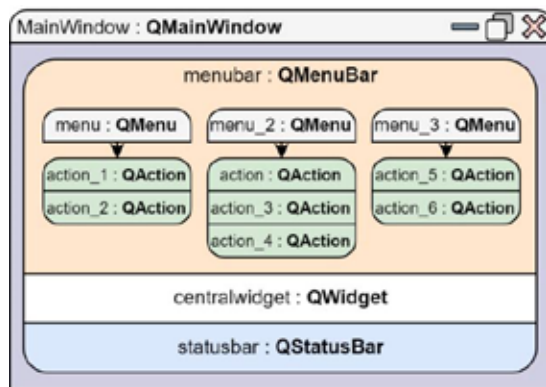 MainWindow : QMainWindow
menubar : QMenuBar
menu : QMenu
action_1 : QAction
action_2 : QAction
menu_2 : QMenu
action : QAction
action_3 : QAction
action_4 : QAction
menu_3 : QMenu
action_5 : QAction
action_6 : QAction
centralwidget : QWidget
statusbar : QStatusBar